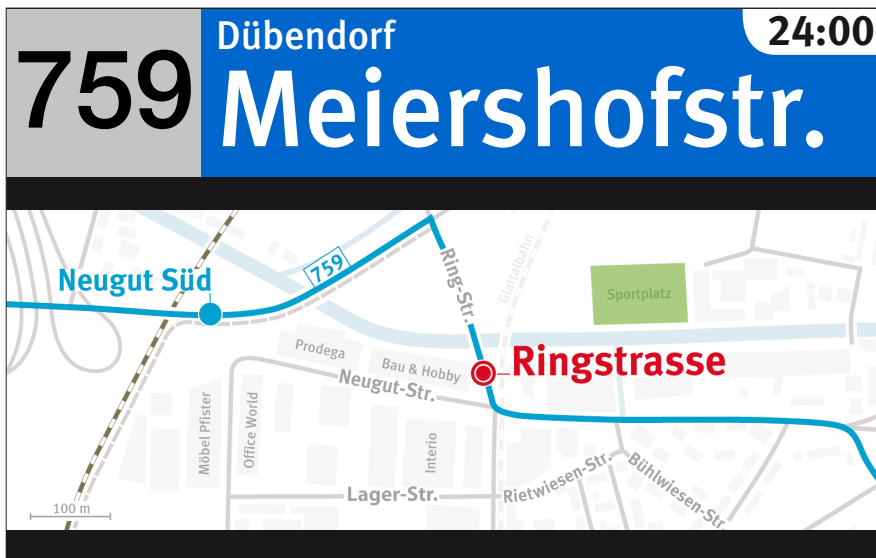 759
Dübendorf
24:00
Meiershofstr.
Neugut Süd
759
Ring-Str.
Glattalbahn
Sportplatz
Prodega
Bau & Hobby
Ringstrasse
Neugut-Str.
Möbel Pfister
Office World
Interio
Lager-Str.
Rietwiesen-Str.
Bühlwiesen-Str.
100 m